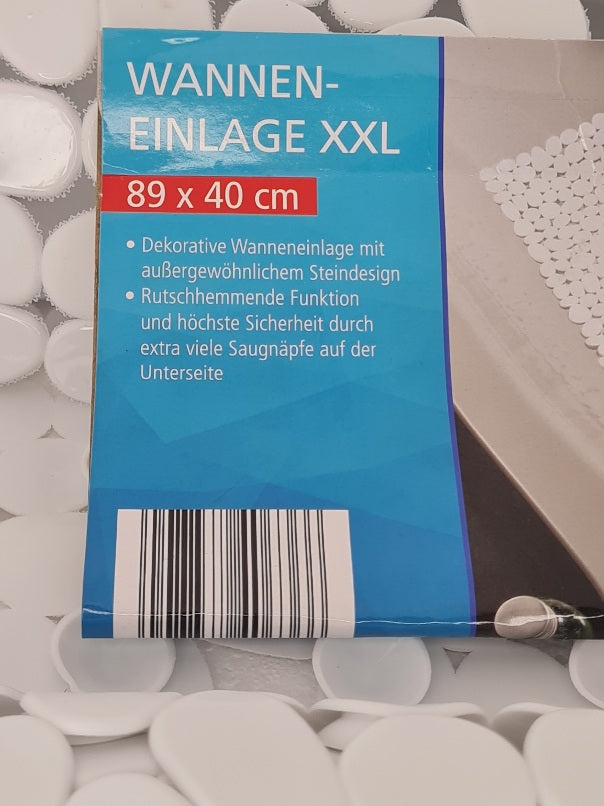 WANNEN-
EINLAGE XXL
89 x 40 cm
• Dekorative Wanneneinlage mit
außergewöhnlichem Steindesign
• Rutschhemmende Funktion
und höchste Sicherheit durch
extra viele Saugnäpfe auf der
Unterseite